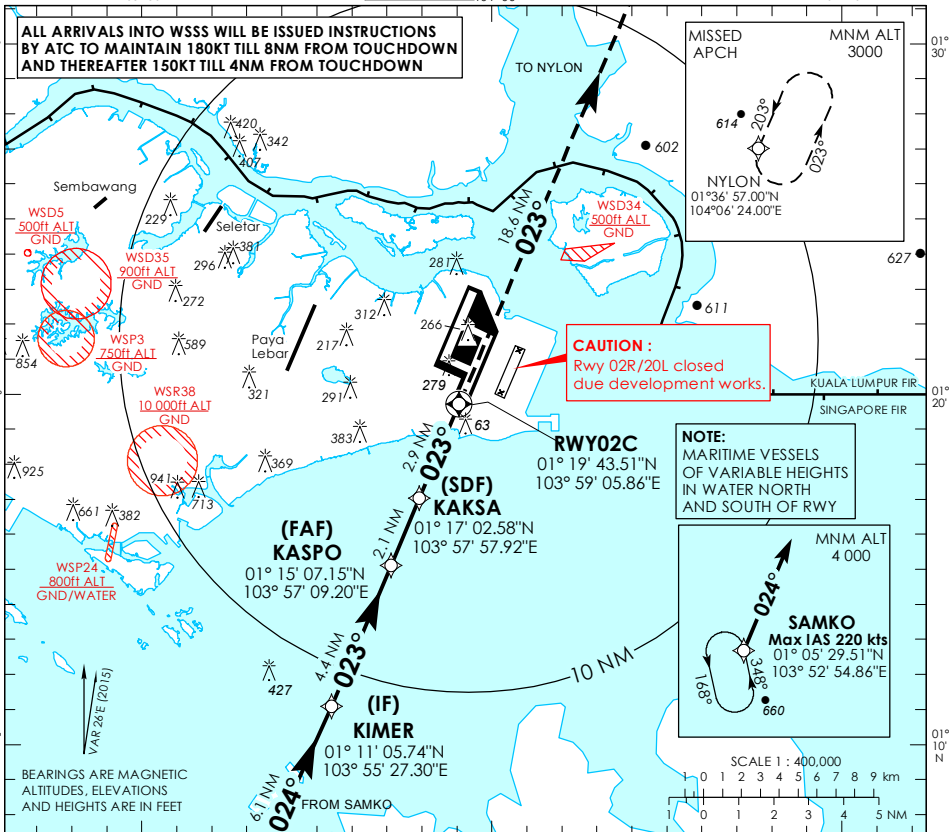 ALL ARRIVALS INTO WSSS WILL BE ISSUED INSTRUCTIONS
BY ATC TO MAINTAIN 180KT TILL 8NM FROM TOUCHDOWN
AND THEREAFTER 150KT TILL 4NM FROM TOUCHDOWN
TO NYLON
MISSED
APCH
MNM ALT
3000
614
203°
023°
NYLON
01°36' 57.00"N
104°06' 24.00"E
01°
30'
420
407
342
602
Sembawang
229
Seletar
WSD5
500ft ALT
GND
WSD35
900ft ALT
GND
296
381
272
18.6 NM
023°
WSD34
500ft ALT
GND
281
627
611
312
266
217
589
WSP3
750ft ALT
GND
854
Paya
Lebar
CAUTION :
Rwy 02R/20L closed
due development works.
321
291
279
KUALA LUMPUR FIR
SINGAPORE FIR
01°
20'
WSR38
10 000ft ALT
GND
383
63
2.9 NM
023°
RWY02C
01° 19' 43.51"N
103° 59' 05.86"E
NOTE:
MARITIME VESSELS
OF VARIABLE HEIGHTS
IN WATER NORTH
AND SOUTH OF RWY
925
941
713
369
661
382
(SDF)
KAKSA
01° 17' 02.58"N
103° 57' 57.92"E
2.1 NM
(FAF)
KASPO
01° 15' 07.15"N
103° 57' 09.20"E
WSP24
800ft ALT
GND/WATER
MNM ALT
4 000
024°
SAMKO
Max IAS 220 kts
01° 05' 29.51"N
103° 52' 54.86"E
168°
348°
660
4.4 NM
023°
10 NM
427
(IF)
KIMER
01° 11' 05.74"N
103° 55' 27.30"E
VAR 26'E (2015)
01°
10'
N
BEARINGS ARE MAGNETIC
ALTITUDES, ELEVATIONS
AND HEIGHTS ARE IN FEET
6.1 NM
024°
FROM SAMKO
SCALE 1 : 400,000
1 0 1 2 3 4 5 6 7 8 9 km
1 0 1 2 3 4 5 NM